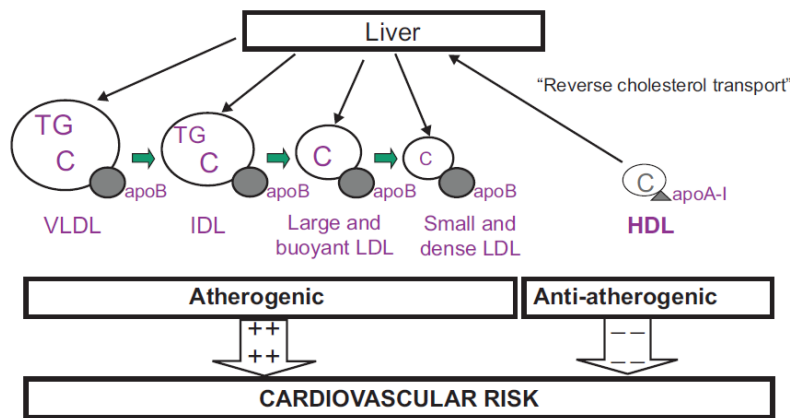 Liver
“Reverse cholesterol transport”
TG
C
apoB
VLDL
TG
C
apoB
IDL
C
apoB
Large and
buoyant LDL
C
apoB
Small and
dense LDL
C
apoA-I
HDL
Atherogenic
Anti-atherogenic
++
++
– –
– –
CARDIOVASCULAR RISK